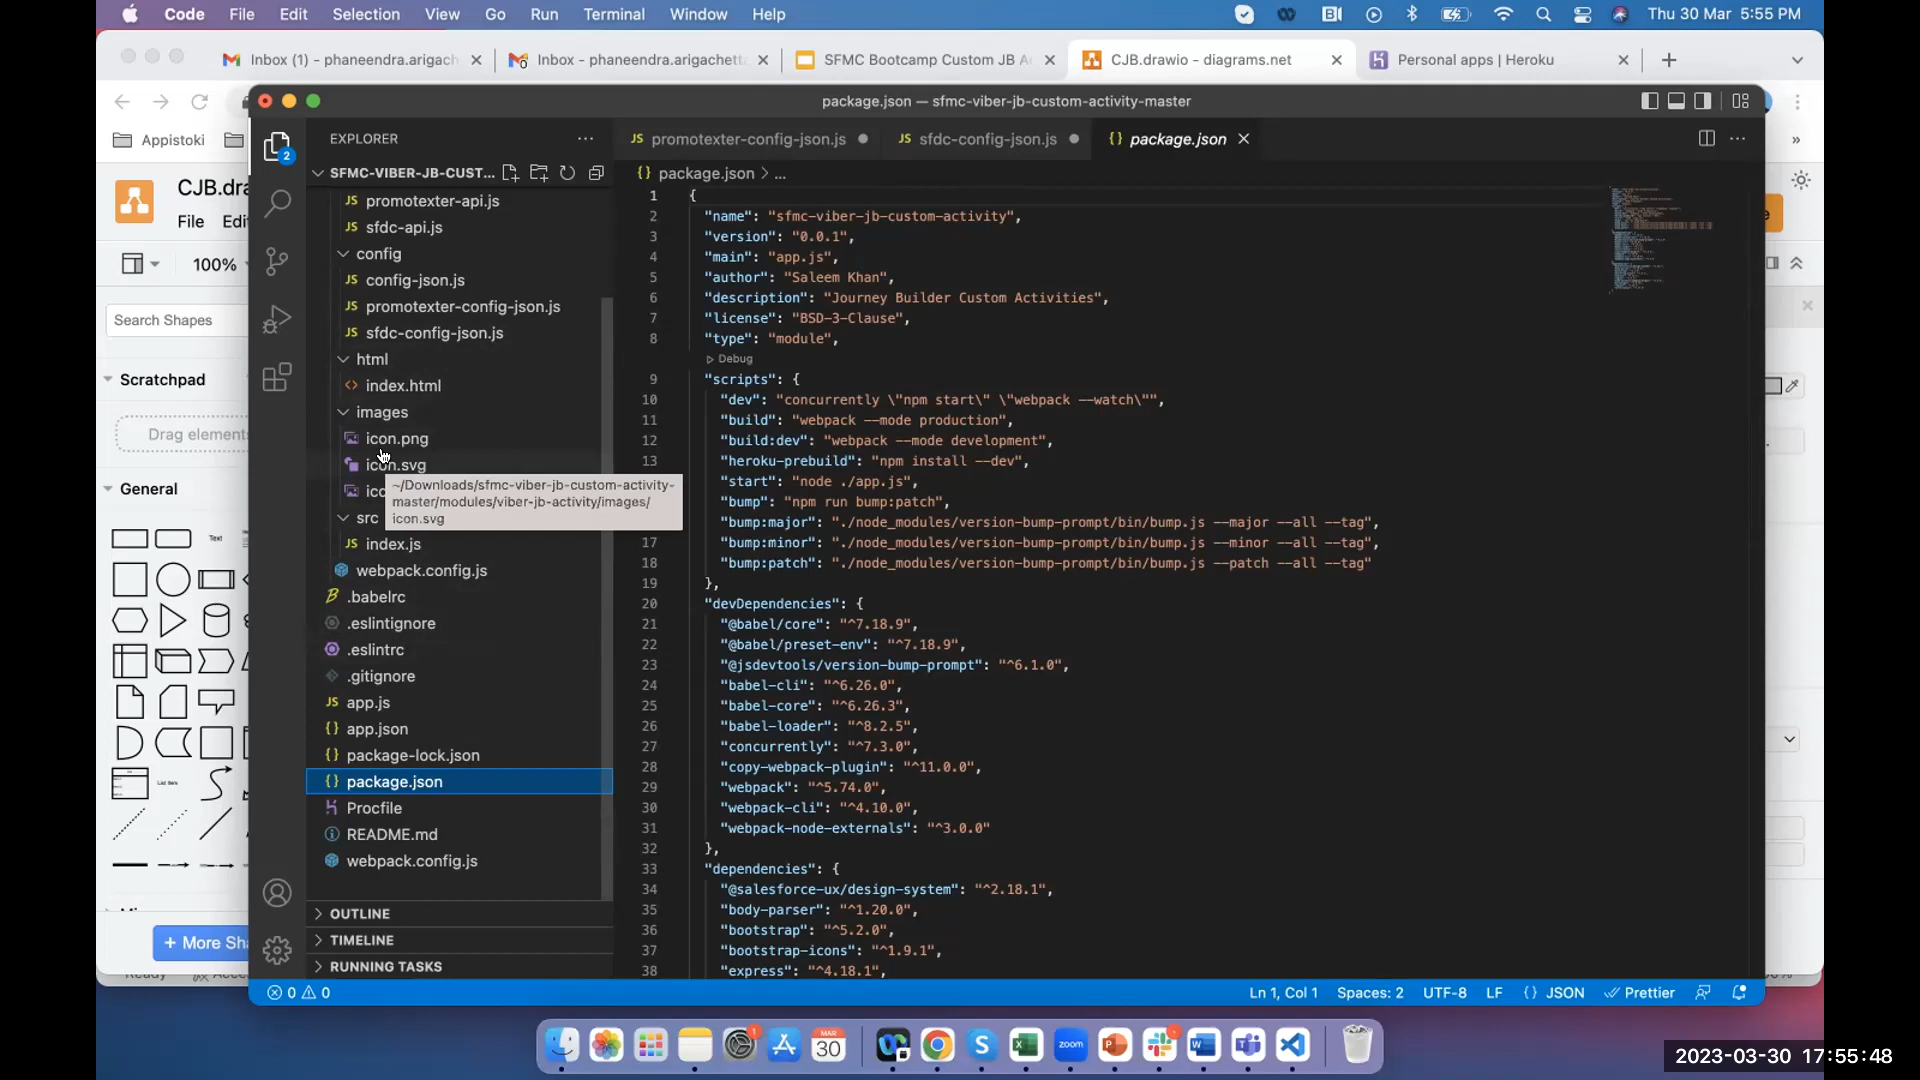 Code File Edit Selection View Go Run Terminal Window Help
Thu 30 Mar 5:55 PM
Inbox (1) - phaneendra.arigach
Inbox - phaneendra.arigachett
SFMC Bootcamp Custom JB A
CJB.drawio - diagrams.net
Personal apps | Heroku
package.json — sfmc-viber-jb-custom-activity-master
Appistoki
CJB.dra
File Edi
100%
Search Shapes
Scratchpad
Drag elements
General
Text
List Item
+ More Sha
EXPLORER
2
SFMC-VIBER-JB-CUST...
promotexter-api.js
sfdc-api.js
config
config-json.js
promotexter-config-json.js
sfdc-config-json.js
html
index.html
images
icon.png
icon.svg
~/Downloads/sfmc-viber-jb-custom-activity-
master/modules/viber-jb-activity/images/
icon.svg
src
index.js
webpack.config.js
.babelrc
.eslintignore
.eslintrc
.gitignore
app.js
app.json
package-lock.json
package.json
Procfile
README.md
webpack.config.js
OUTLINE
TIMELINE
RUNNING TASKS
promotexter-config-json.js
sfdc-config-json.js
package.json
package.json > ...
1 {
2 "name": "sfmc-viber-jb-custom-activity",
3 "version": "0.0.1",
4 "main": "app.js",
5 "author": "Saleem Khan",
6 "description": "Journey Builder Custom Activities",
7 "license": "BSD-3-Clause",
8 "type": "module",
Debug
9 "scripts": {
10 "dev": "concurrently \"npm start\" \"webpack --watch\"",
11 "build": "webpack --mode production",
12 "build:dev": "webpack --mode development",
13 "heroku-prebuild": "npm install --dev",
"start": "node ./app.js",
"bump": "npm run bump:patch",
"bump:major": "./node_modules/version-bump-prompt/bin/bump.js --major --all --tag",
17 "bump:minor": "./node_modules/version-bump-prompt/bin/bump.js --minor --all --tag",
18 "bump:patch": "./node_modules/version-bump-prompt/bin/bump.js --patch --all --tag"
19 },
20 "devDependencies": {
21 "@babel/core": "^7.18.9",
22 "@babel/preset-env": "^7.18.9",
23 "@jsdevtools/version-bump-prompt": "^6.1.0",
24 "babel-cli": "^6.26.0",
25 "babel-core": "^6.26.3",
26 "babel-loader": "^8.2.5",
27 "concurrently": "^7.3.0",
28 "copy-webpack-plugin": "^11.0.0",
29 "webpack": "^5.74.0",
30 "webpack-cli": "^4.10.0",
31 "webpack-node-externals": "^3.0.0"
32 },
33 "dependencies": {
34 "@salesforce-ux/design-system": "^2.18.1",
35 "body-parser": "^1.20.0",
36 "bootstrap": "^5.2.0",
37 "bootstrap-icons": "^1.9.1",
38 "express": "^4.18.1",
0 0
Ln 1, Col 1 Spaces: 2 UTF-8 LF {} JSON Prettier
MAR
30
zoom
2023-03-30 17:55:48